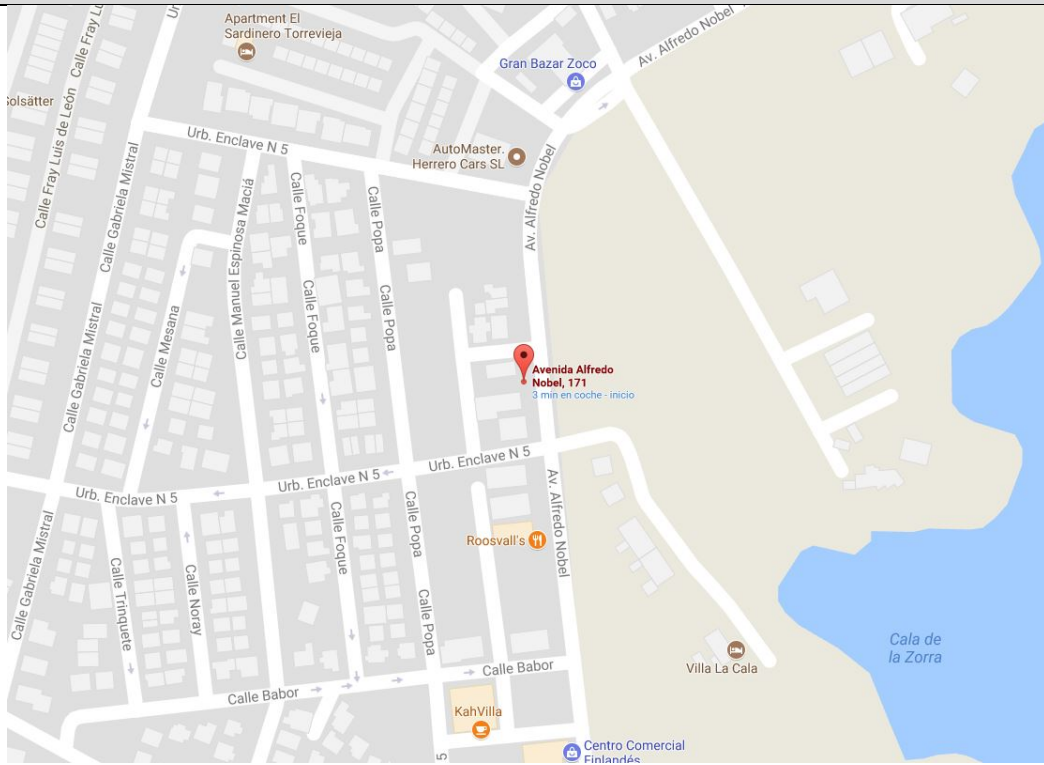 Apartment El
Sardinero Torrevieja
Calle Fray Luis de León
Calle Fray
Ur
Gran Bazar Zoco
Av. Alfredo Nobel
Solsätter
Urb. Enclave N 5
AutoMaster.
Herrero Cars SL
Av. Alfredo Nobel
Calle Gabriela Mistral
Calle Manuel Espinosa Maciá
Calle Foque
Calle Popa
Calle Mesana
Calle Foque
Calle Popa
Calle Gabriela Mistral
Avenida Alfredo
Nobel, 171
3 min en coche - inicio
Urb. Enclave N 5
Urb. Enclave N 5
Urb. Enclave N 5
Av. Alfredo Nobel
Calle Popa
Calle Foque
Roosvall's
Calle Gabriela Mistral
Calle Trinquete
Calle Noray
Calle Popa
Cala de
la Zorra
Villa La Cala
Calle Babor
Calle Babor
KahVilla
Centro Comercial
Finlandés
5